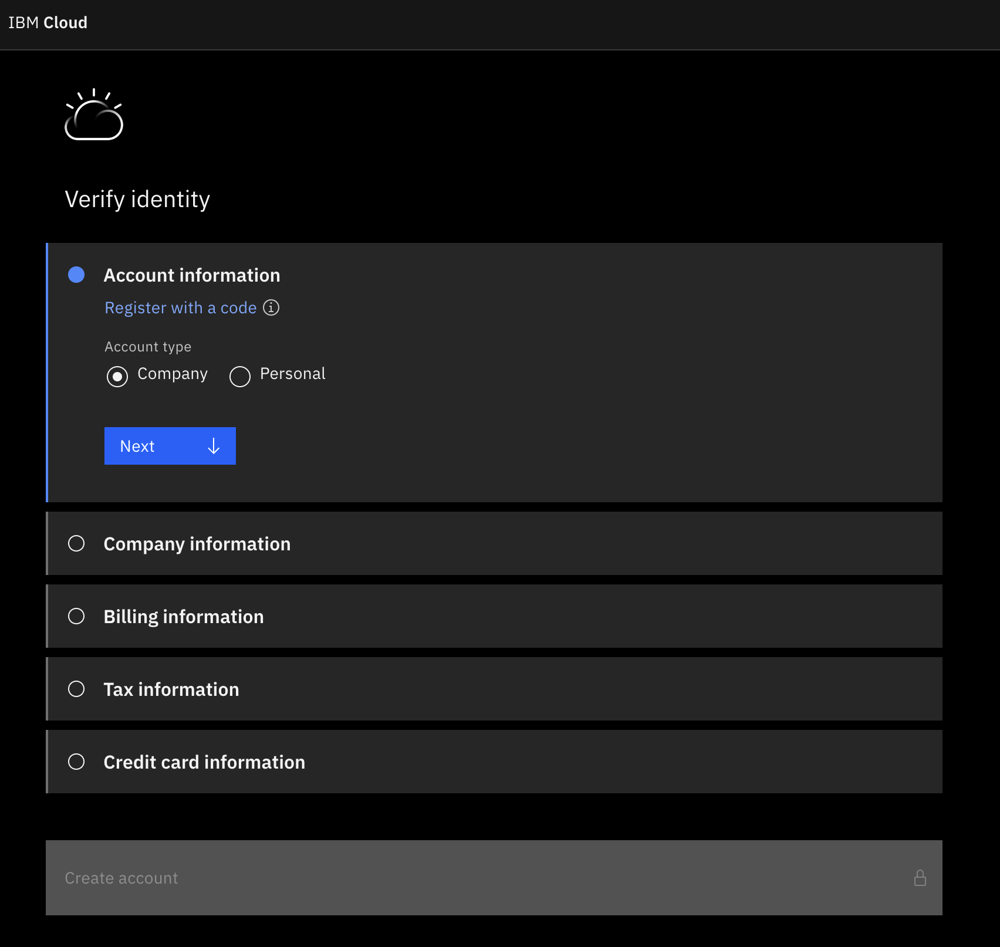 IBM Cloud
Verify identity
Account information
Register with a code
Account type
Company Personal
Next
Company information
Billing information
Tax information
Credit card information
Create account